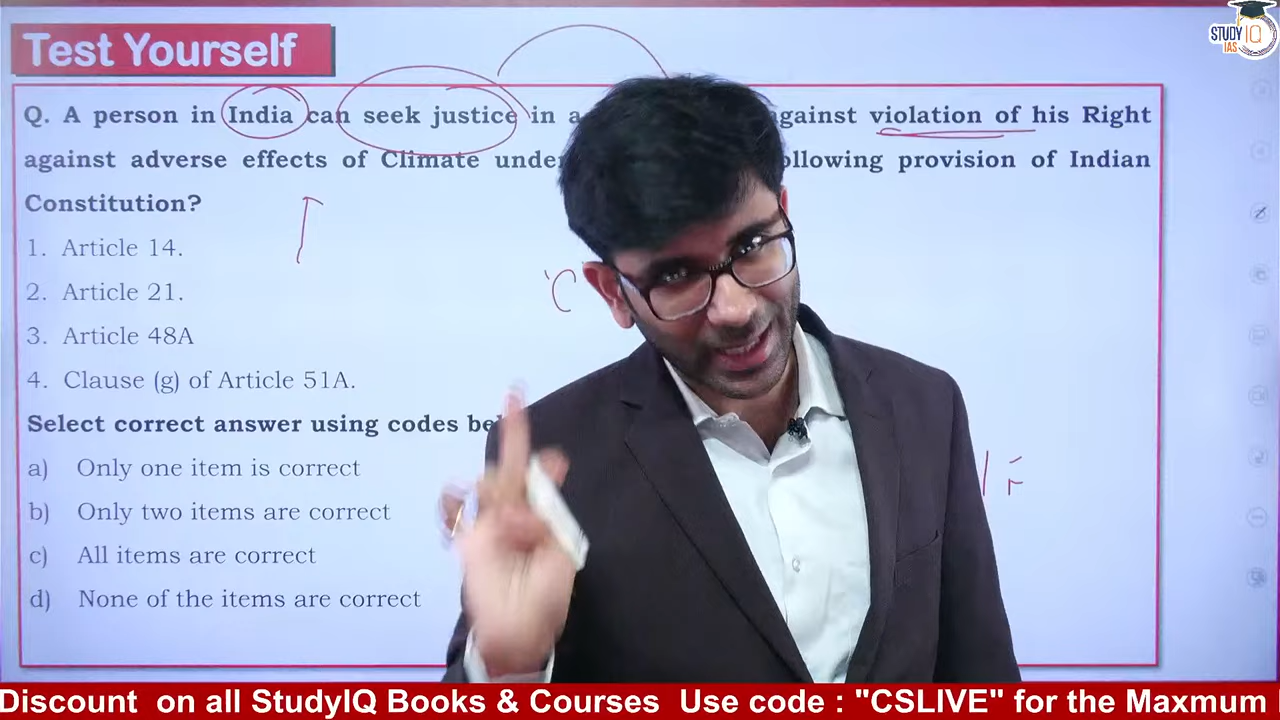 STUDY IQ
IAS
Test Yourself
Q. A person in India can seek justice in a against violation of his Right
against adverse effects of Climate under following provision of Indian
Constitution?
1. Article 14.
2. Article 21.
3. Article 48A
4. Clause (g) of Article 51A.
Select correct answer using codes
a) Only one item is correct
b) Only two items are correct
c) All items are correct
d) None of the items are correct
Discount on all StudyIQ Books & Courses Use code : "CSLIVE" for the Maxmum